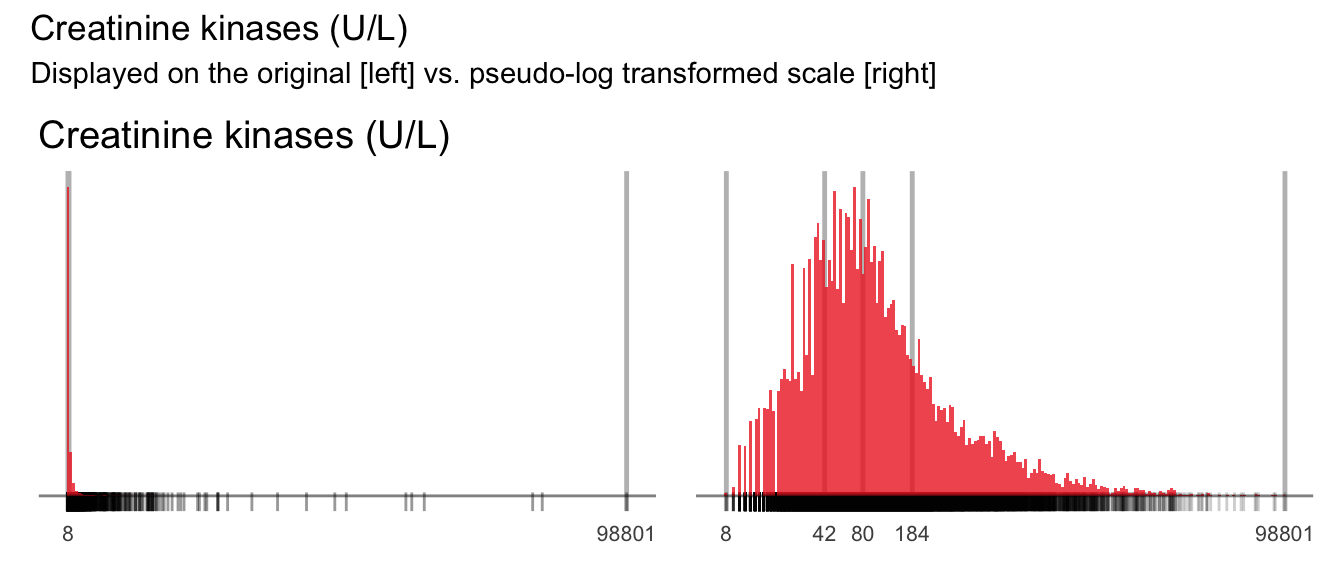 Creatinine kinases (U/L)
Displayed on the original [left] vs. pseudo-log transformed scale [right]
Creatinine kinases (U/L)
8 98801
8 42 80 184 98801